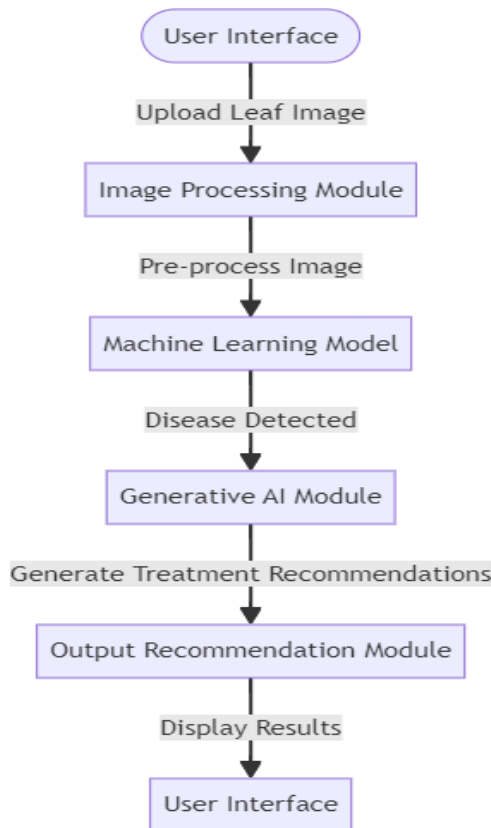 User Interface
Upload Leaf Image
Image Processing Module
Pre-process Image
Machine Learning Model
Disease Detected
Generative AI Module
Generate Treatment Recommendations
Output Recommendation Module
Display Results
User Interface